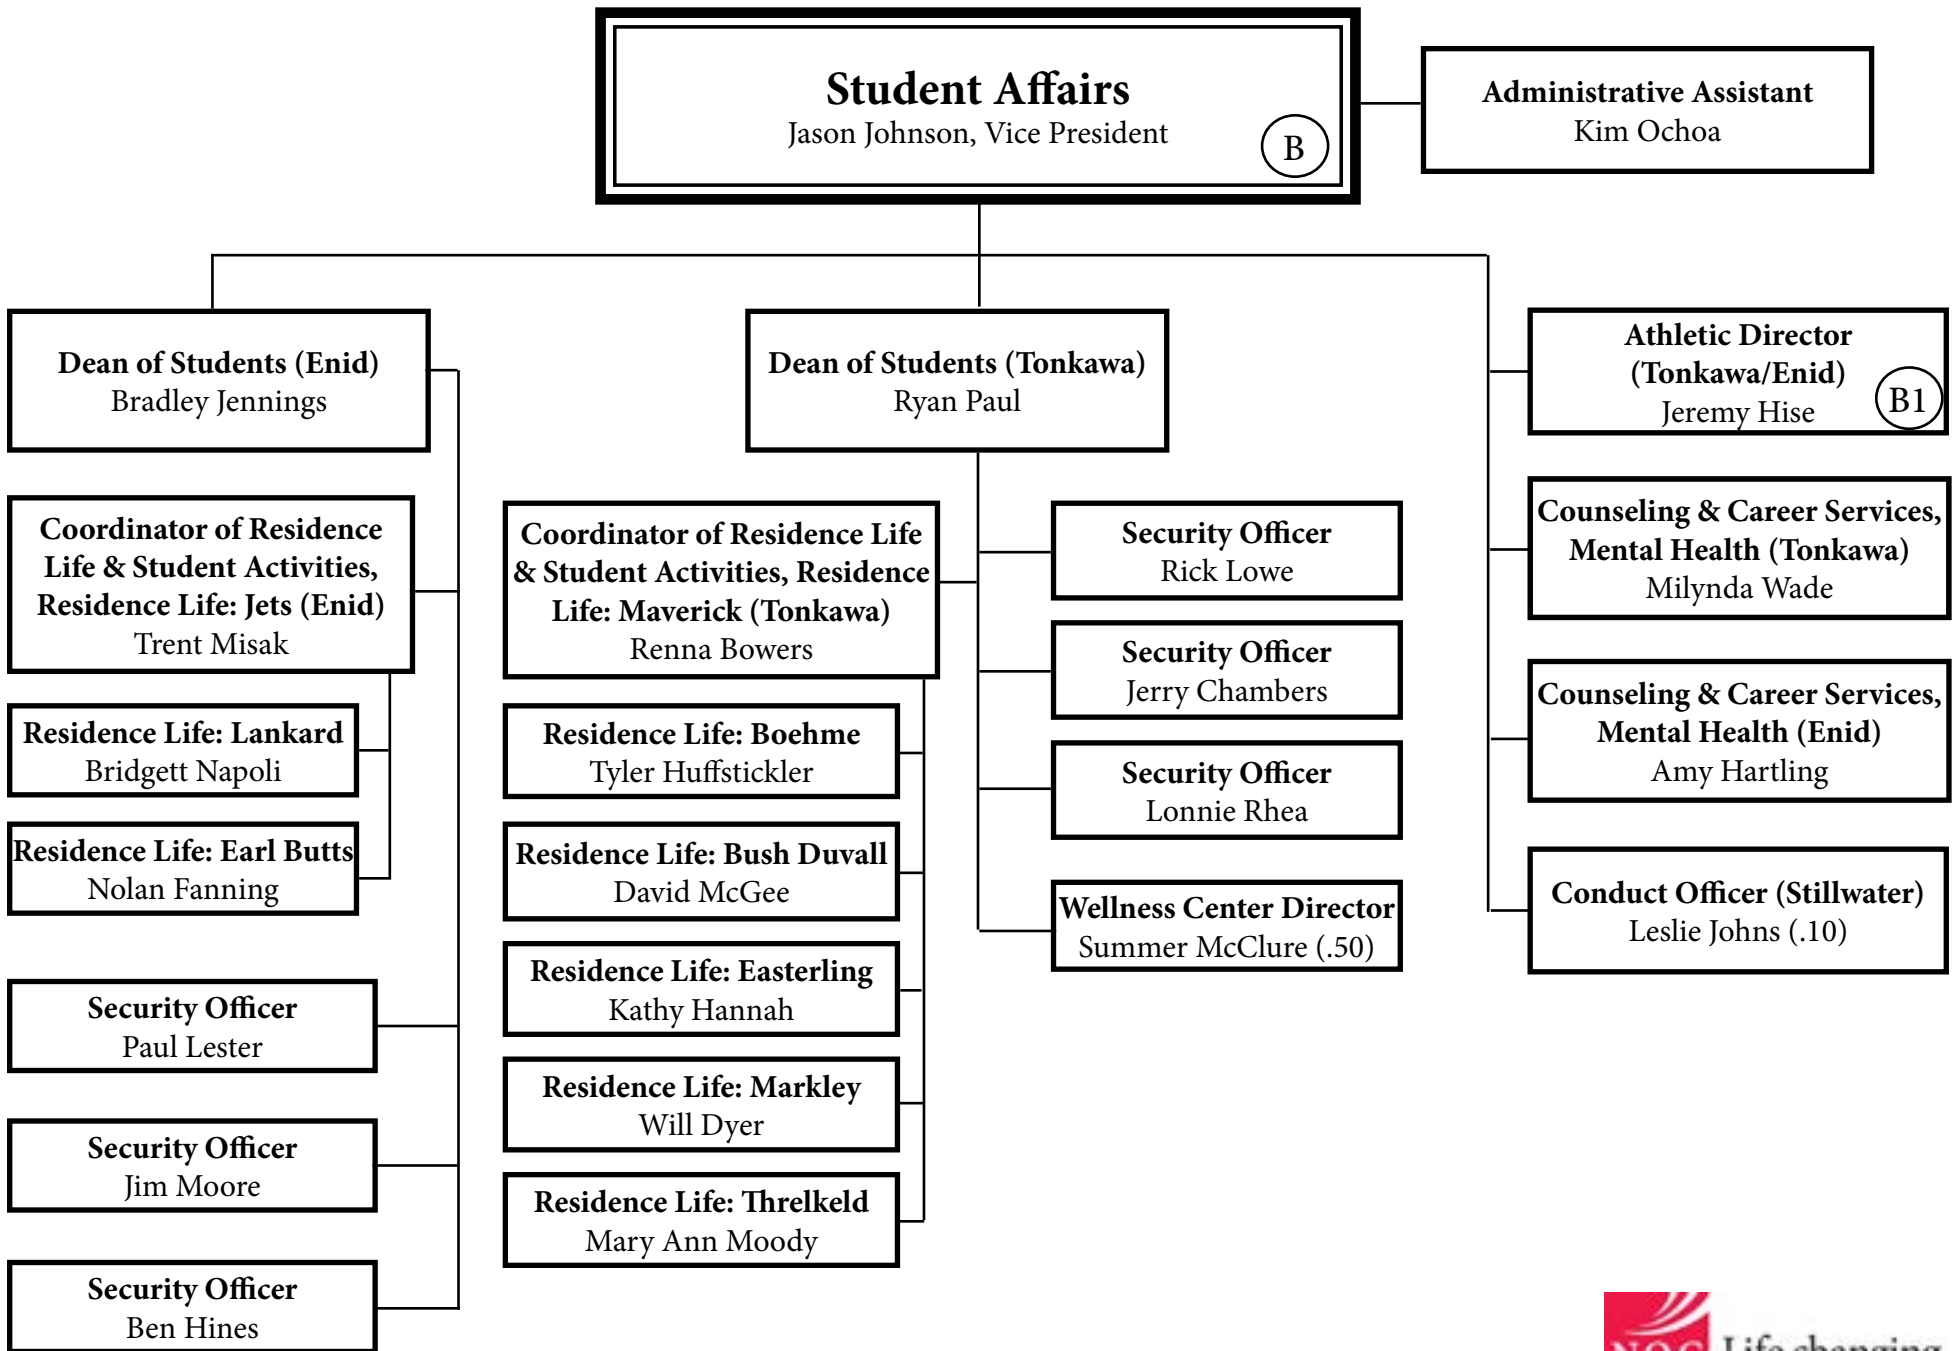 Student Affairs
Jason Johnson, Vice President
B
Administrative Assistant
Kim Ochoa
Dean of Students (Enid)
Bradley Jennings
Coordinator of Residence
Life & Student Activities,
Residence Life: Jets (Enid)
Trent Misak
Residence Life: Lankard
Bridgett Napoli
Residence Life: Earl Butts
Nolan Fanning
Security Officer
Paul Lester
Security Officer
Jim Moore
Security Officer
Ben Hines
Dean of Students (Tonkawa)
Ryan Paul
Coordinator of Residence Life
& Student Activities, Residence
Life: Maverick (Tonkawa)
Renna Bowers
Residence Life: Boehme
Tyler Huffstickler
Residence Life: Bush Duvall
David McGee
Residence Life: Easterling
Kathy Hannah
Residence Life: Markley
Will Dyer
Residence Life: Threlkeld
Mary Ann Moody
Security Officer
Rick Lowe
Security Officer
Jerry Chambers
Security Officer
Lonnie Rhea
Wellness Center Director
Summer McClure (.50)
Athletic Director
(Tonkawa/Enid)
Jeremy Hise
B1
Counseling & Career Services,
Mental Health (Tonkawa)
Milynda Wade
Counseling & Career Services,
Mental Health (Enid)
Amy Hartling
Conduct Officer (Stillwater)
Leslie Johns (.10)
NOC Life changing